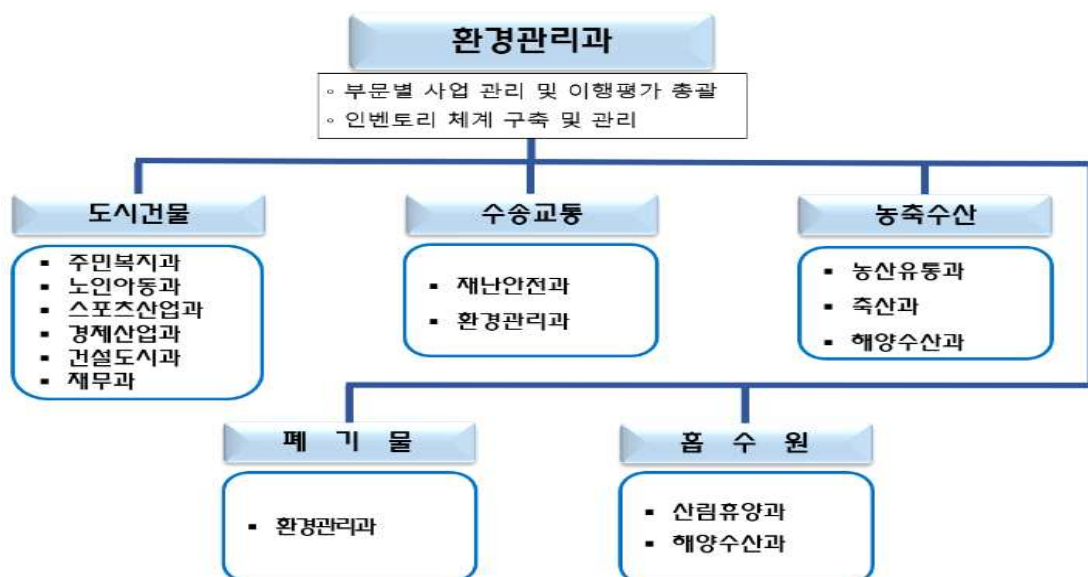 환경관리과
◦ 부문별 사업 관리 및 이행평가 총괄
◦ 인벤토리 체계 구축 및 관리
도시건물
▪ 주민복지과
▪ 노인아동과
▪ 스포츠산업과
▪ 경제산업과
▪ 건설도시과
▪ 재무과
수송교통
▪ 재난안전과
▪ 환경관리과
농축수산
▪ 농산유통과
▪ 축산과
▪ 해양수산과
폐 기 물
▪ 환경관리과
흡 수 원
▪ 산림휴양과
▪ 해양수산과